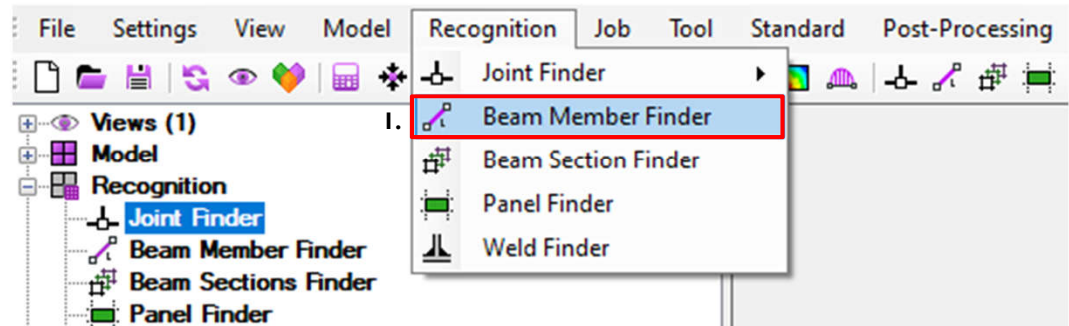 File Settings View Model Recognition Job Tool Standard Post-Processing
Joint Finder
Beam Member Finder
Beam Section Finder
Panel Finder
Weld Finder
1.
Views (1)
Model
Recognition
Joint Finder
Beam Member Finder
Beam Sections Finder
Panel Finder